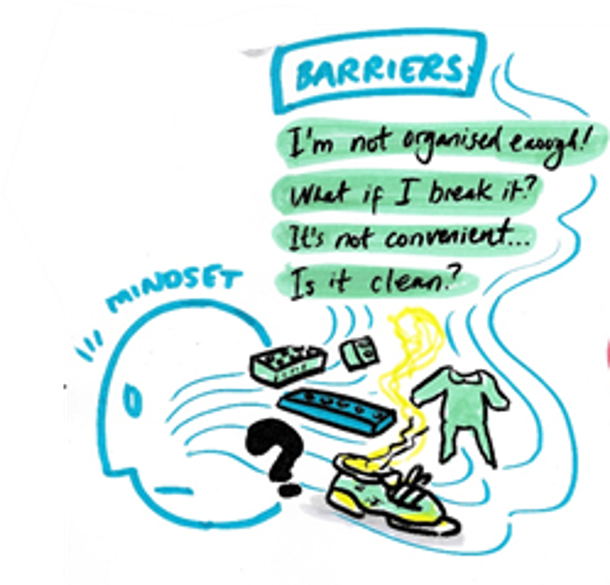 BARRIERS
I'm not organised enough!
What if I break it?
It's not convenient...
Is it clean?
MINDSET
?